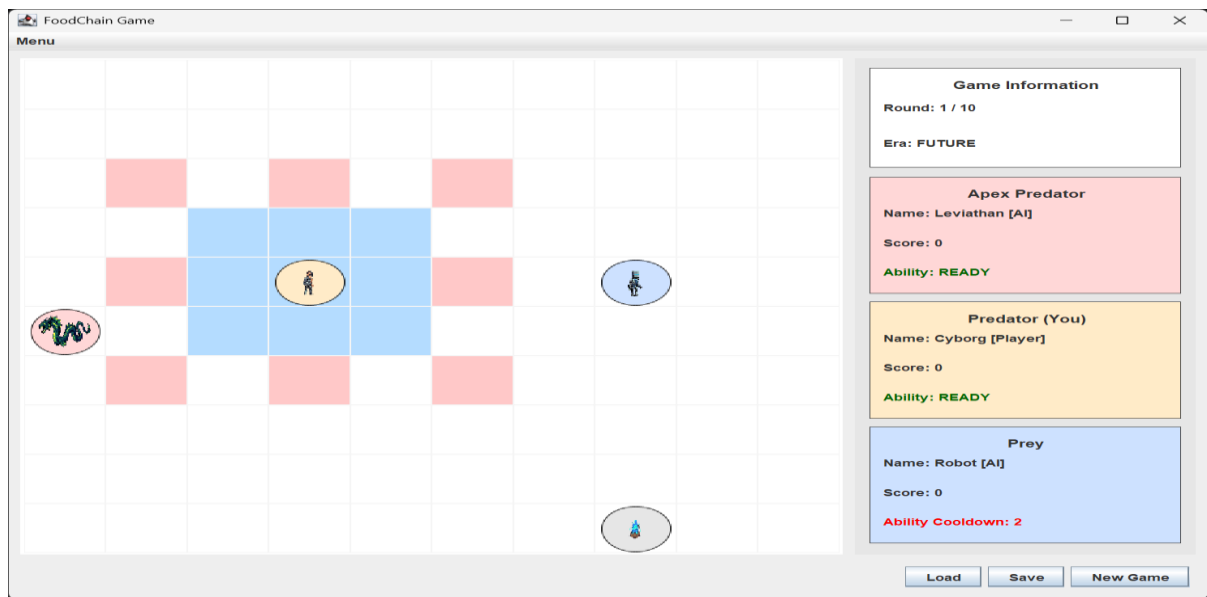 FoodChain Game
Menu
Game Information
Round: 1 / 10
Era: FUTURE
Apex Predator
Name: Leviathan [AI]
Score: 0
Ability: READY
Predator (You)
Name: Cyborg [Player]
Score: 0
Ability: READY
Prey
Name: Robot [AI]
Score: 0
Ability Cooldown: 2
Load Save New Game